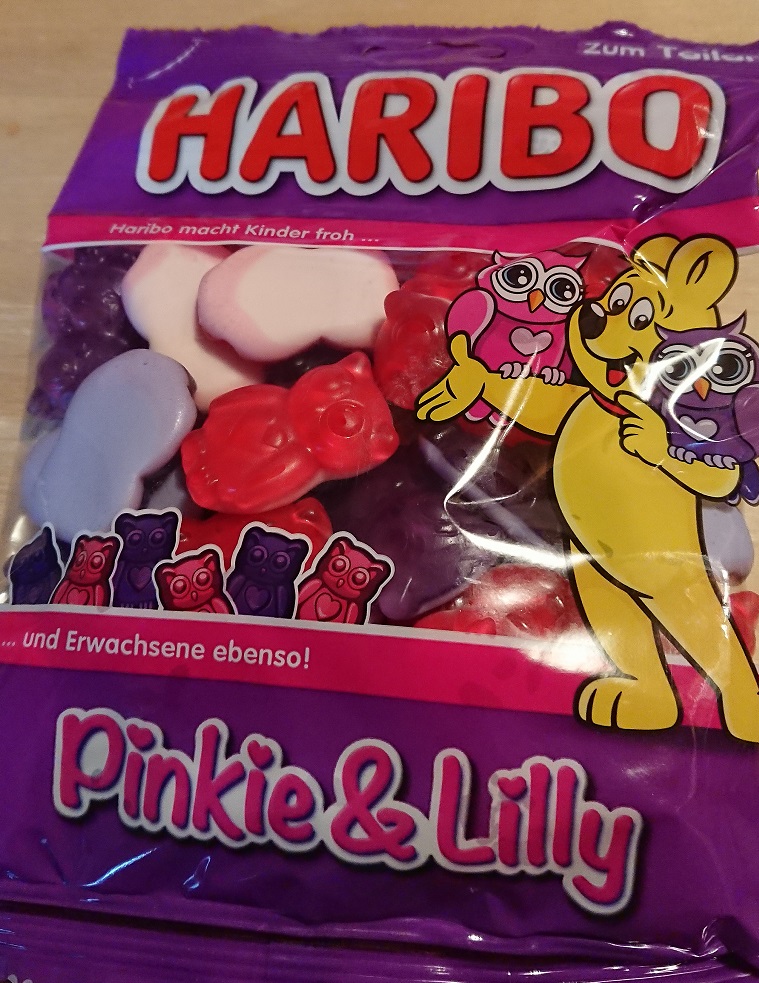 Zum Teilen
HARIBO
Haribo macht Kinder froh ...
... und Erwachsene ebenso!
Pinkie & Lilly